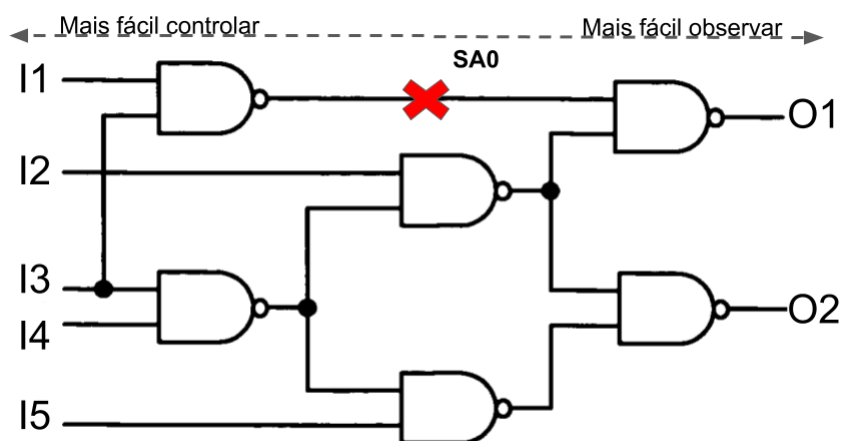 Mais fácil controlar
Mais fácil observar
SA0
I1
O1
I2
I3
I4
O2
I5